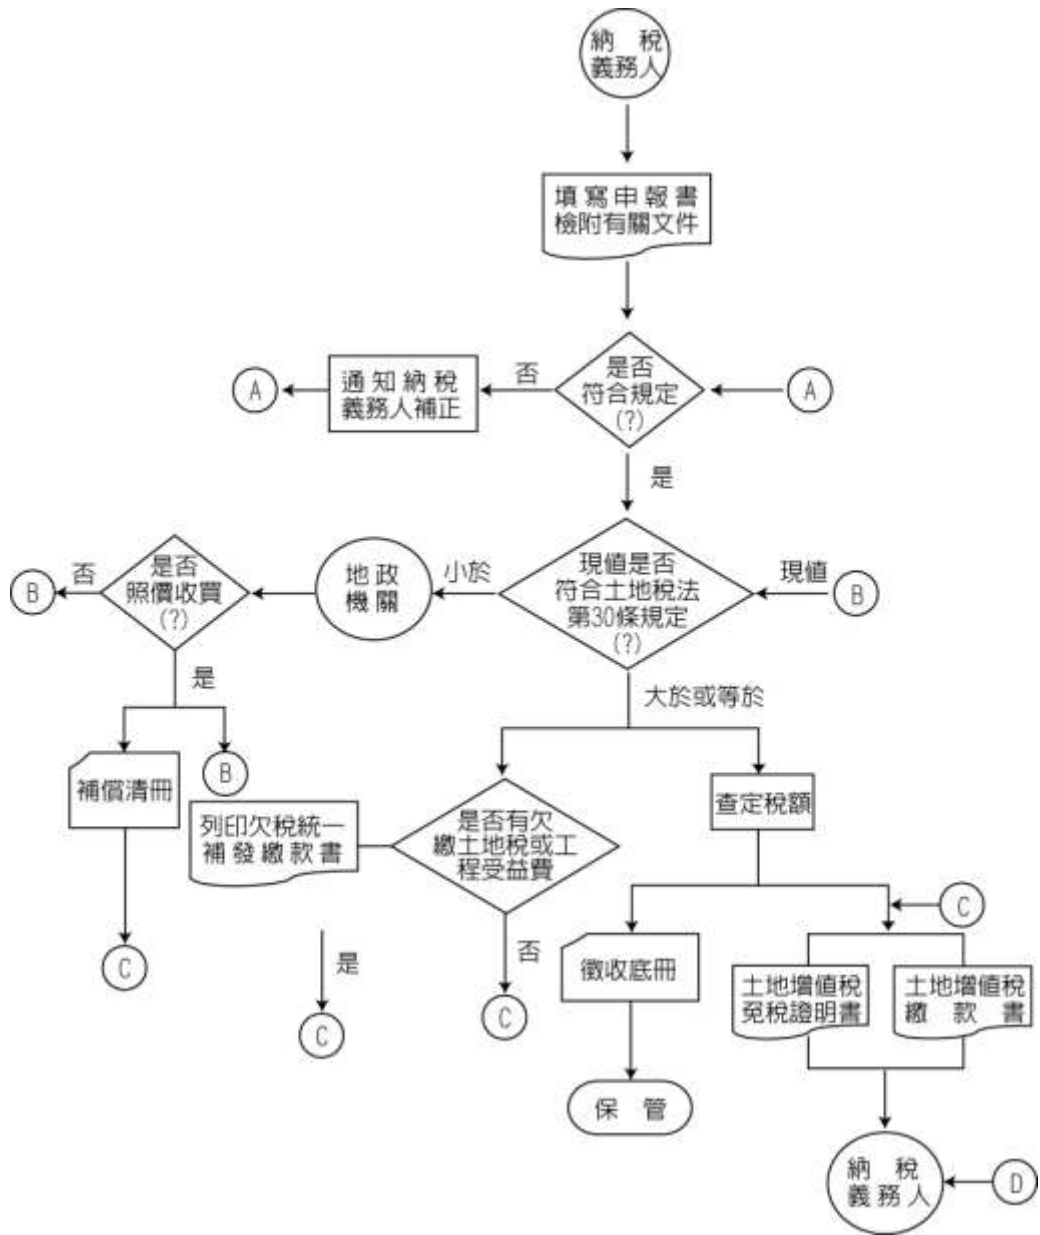 納 稅
義務人
填寫申報書
檢附有關文件
A
通知納稅
義務人補正
否
是否
符合規定
(?)
A
是
B
否
是否
照價收買
(?)
地政
機關
小於
現值是否
符合土地稅法
第30條規定
(?)
現值
B
是
大於或等於
補償清冊
B
列印欠稅統一
補發繳款書
是否有欠
繳土地稅或工
程受益費
查定稅額
C
是
C
否
C
徵收底冊
C
土地增值稅
免稅證明書
土地增值稅
繳款書
保 管
納 稅
義務人
D